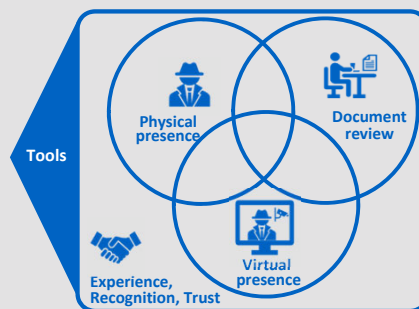 Physical
presence
Document
review
Tools
Virtual
presence
Experience,
Recognition, Trust